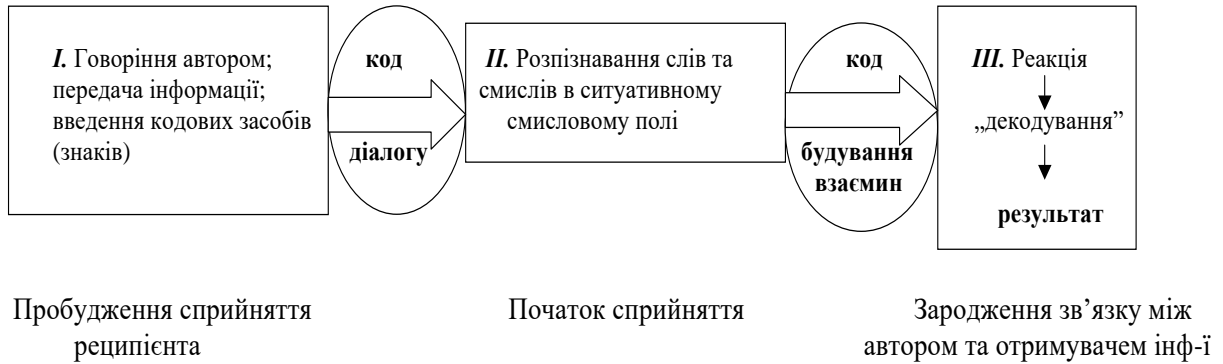 I. Говоріння автором;
передача інформації;
введення кодових засобів
(знаків)
код
діалогу
II. Розпізнавання слів та
смислів в ситуативному
смисловому полі
код
будування
взаємин
III. Реакція
„декодування”
результат
Пробудження сприйняття
реципієнта
Початок сприйняття
Зародження зв’язку між
автором та отримувачем інф-ї